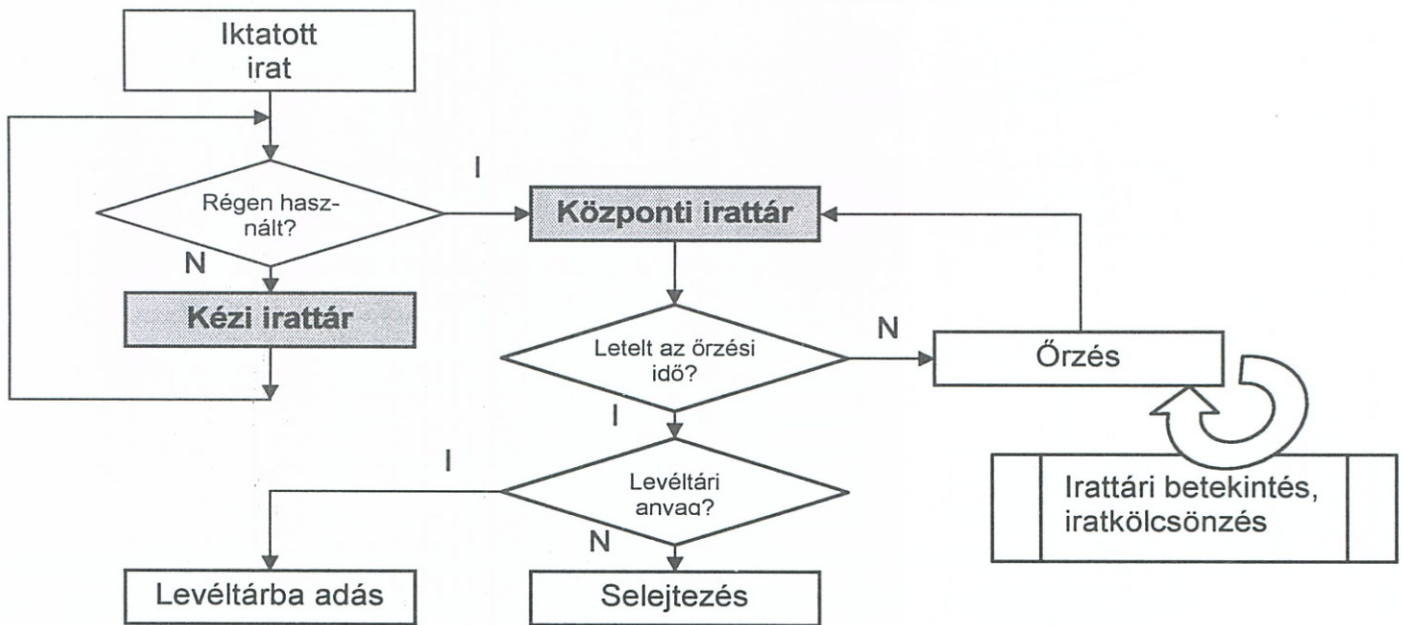 Iktatott
irat
I
Régen hasz-
nált?
Központi irattár
N
Kézi irattár
N
Letelt az őrzési
idő?
Őrzés
I
I
Levéltári
anyag?
Irattári betekintés,
iratkölcsönzés
N
Levéltárba adás
Selejtezés